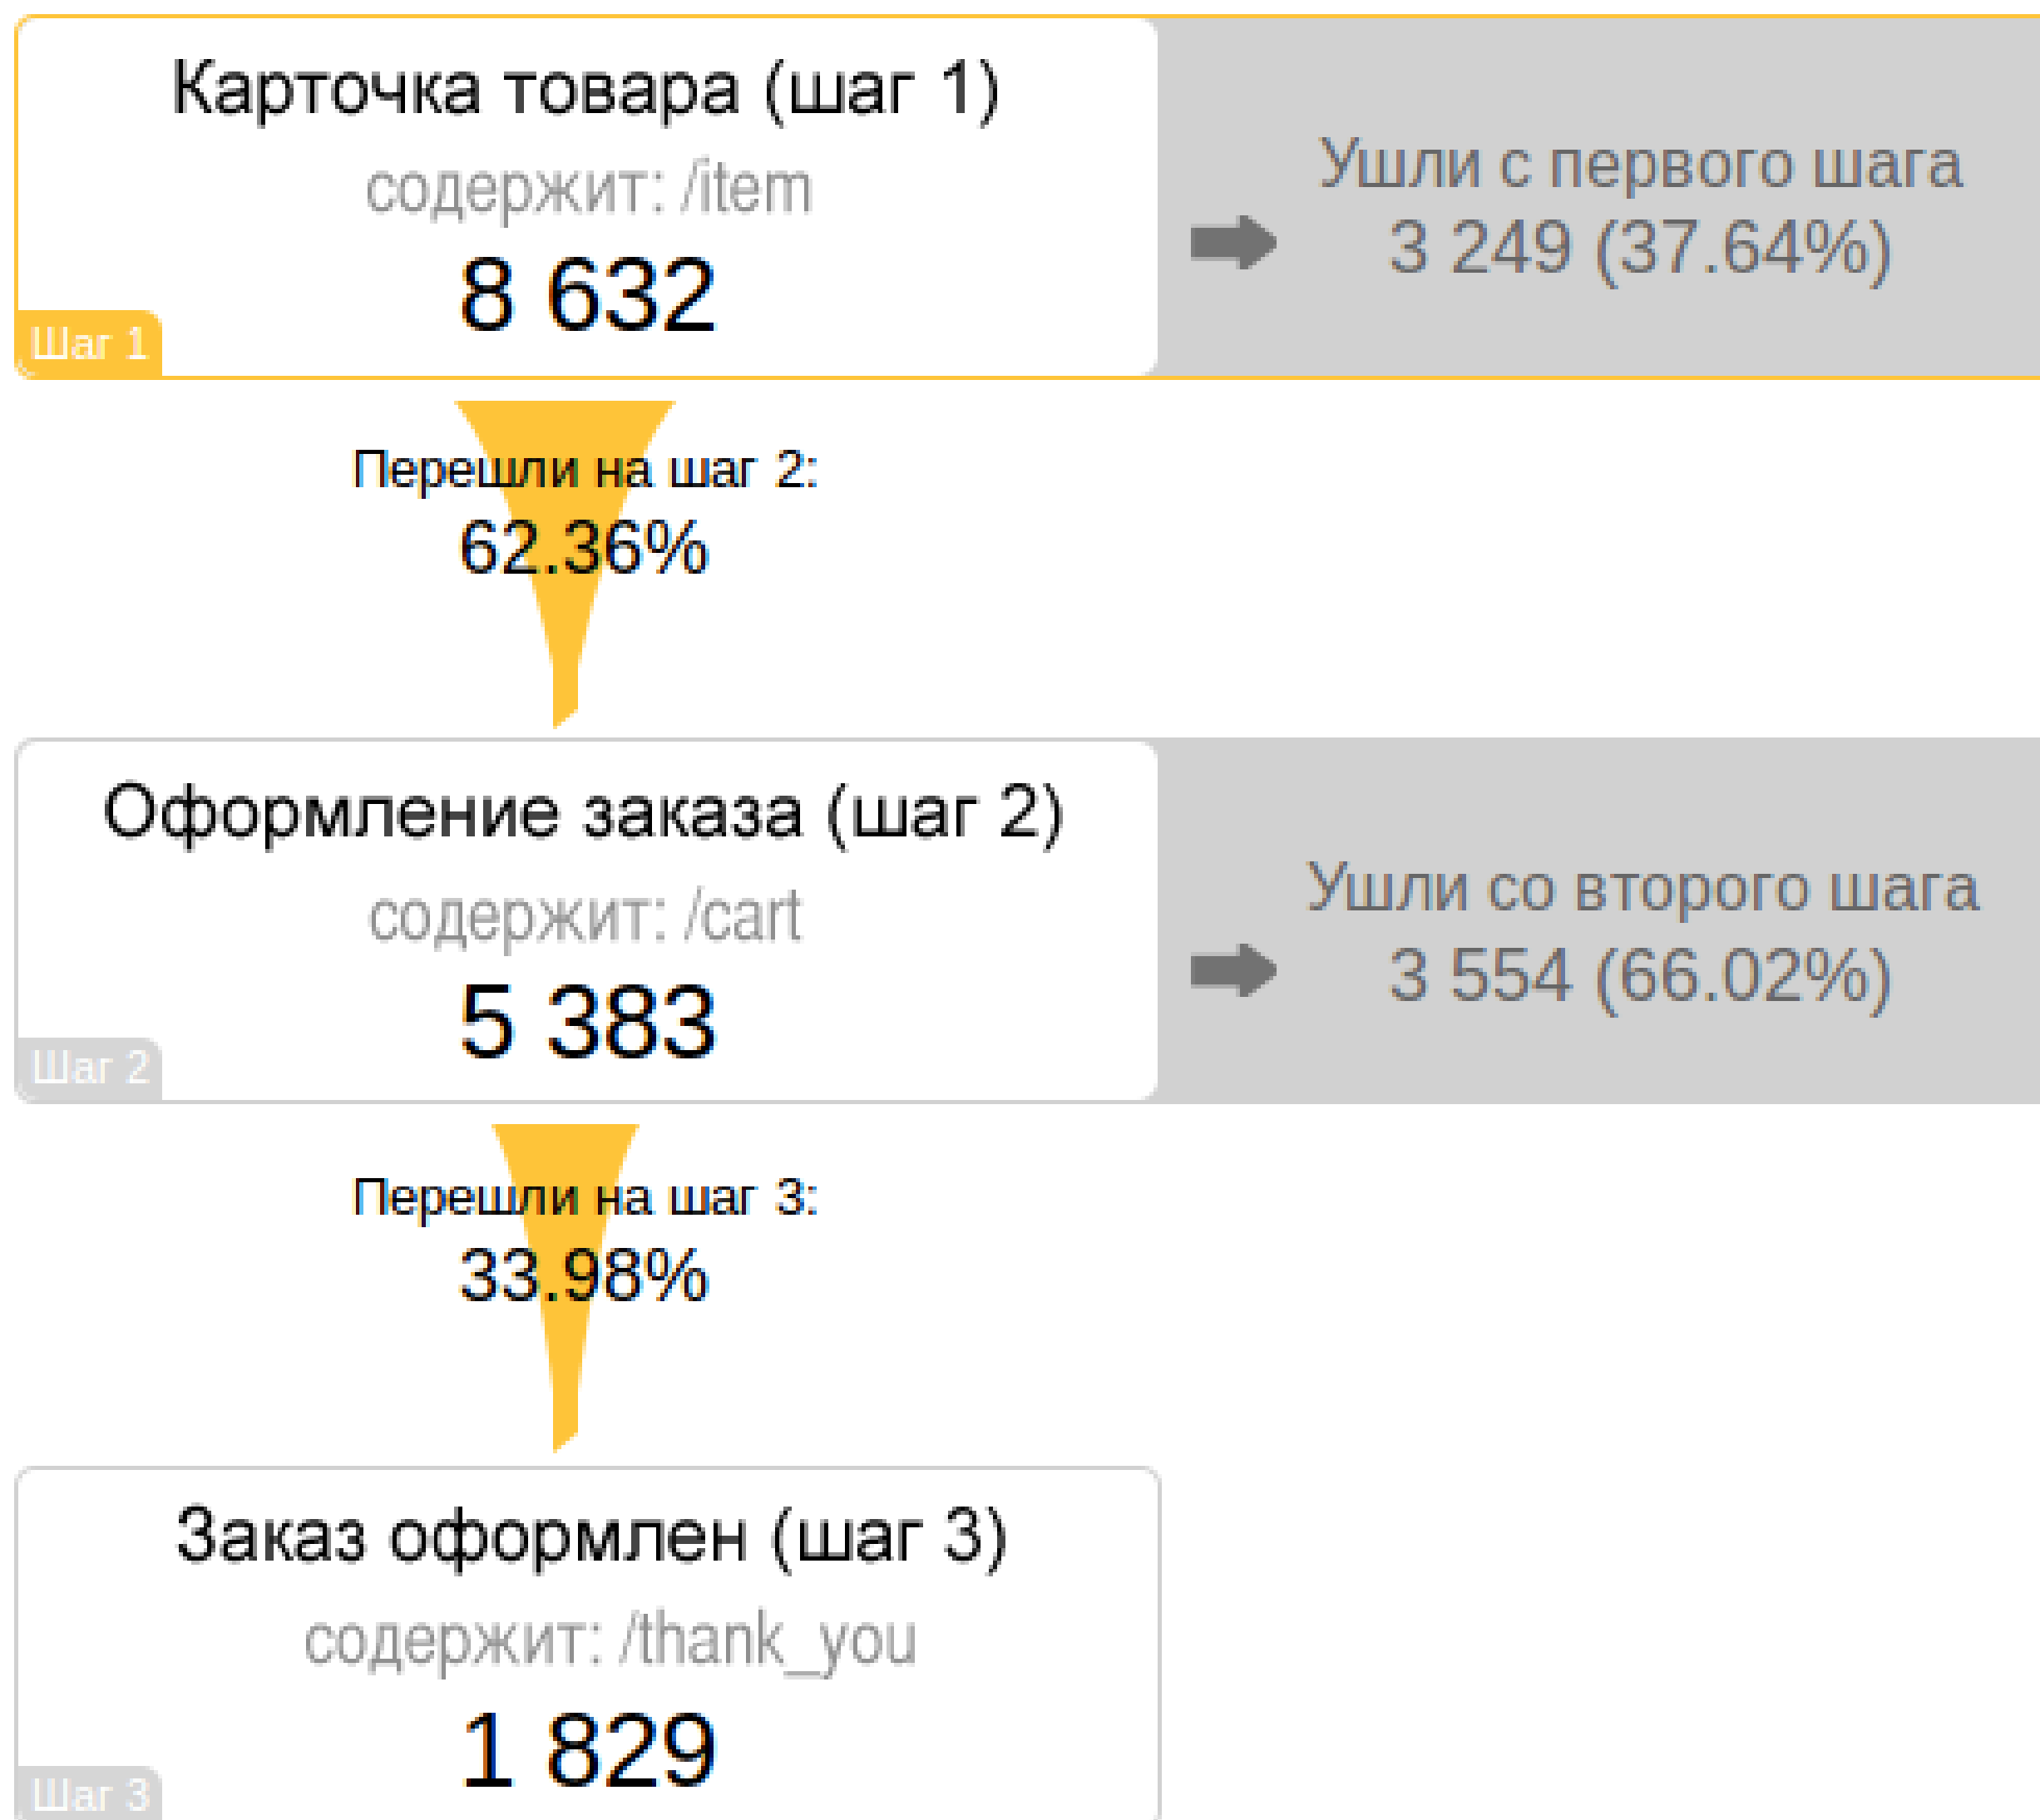 Карточка товара (шаг 1)
содержит: /item
8 632
Шаг 1
Ушли с первого шага
3 249 (37.64%)
Перешли на шаг 2:
62.36%
Оформление заказа (шаг 2)
содержит: /cart
5 383
Шаг 2
Ушли со второго шага
3 554 (66.02%)
Перешли на шаг 3:
33.98%
Заказ оформлен (шаг 3)
содержит: /thank_you
1 829
Шаг 3